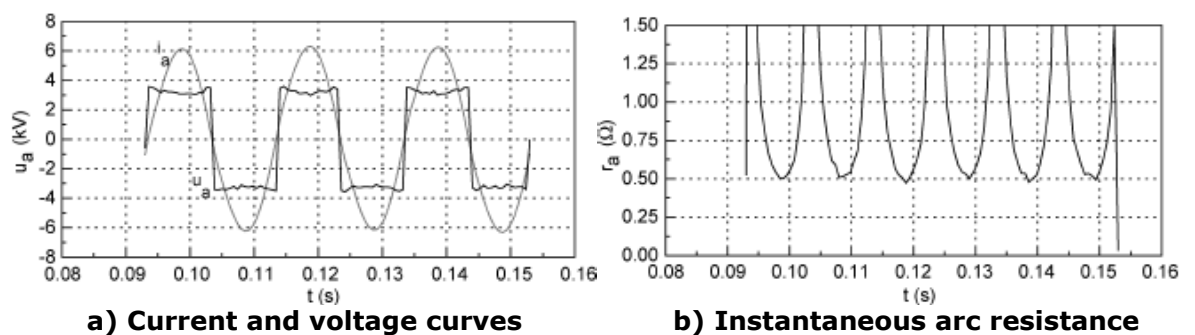 8
6
4
2
0
-2
-4
-6
-8
u_a (kV)
i_a
u_a
0.08 0.09 0.10 0.11 0.12 0.13 0.14 0.15 0.16
t (s)
a) Current and voltage curves
1.50
1.25
1.00
0.75
0.50
0.25
0.00
r_a (Ω)
0.08 0.09 0.10 0.11 0.12 0.13 0.14 0.15 0.16
t (s)
b) Instantaneous arc resistance